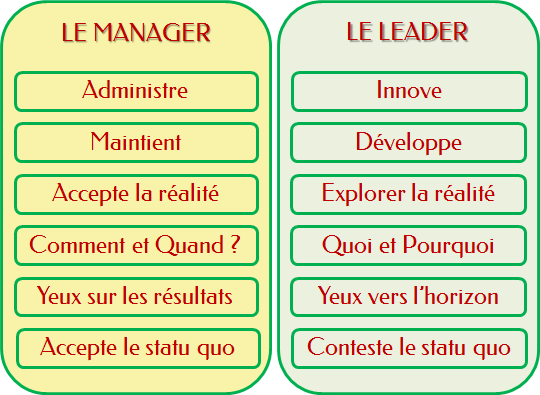 LE MANAGER
Administre
Maintient
Accepte la réalité
Comment et Quand ?
Yeux sur les résultats
Accepte le statu quo
LE LEADER
Innove
Développe
Explorer la réalité
Quoi et Pourquoi
Yeux vers l'horizon
Conteste le statu quo